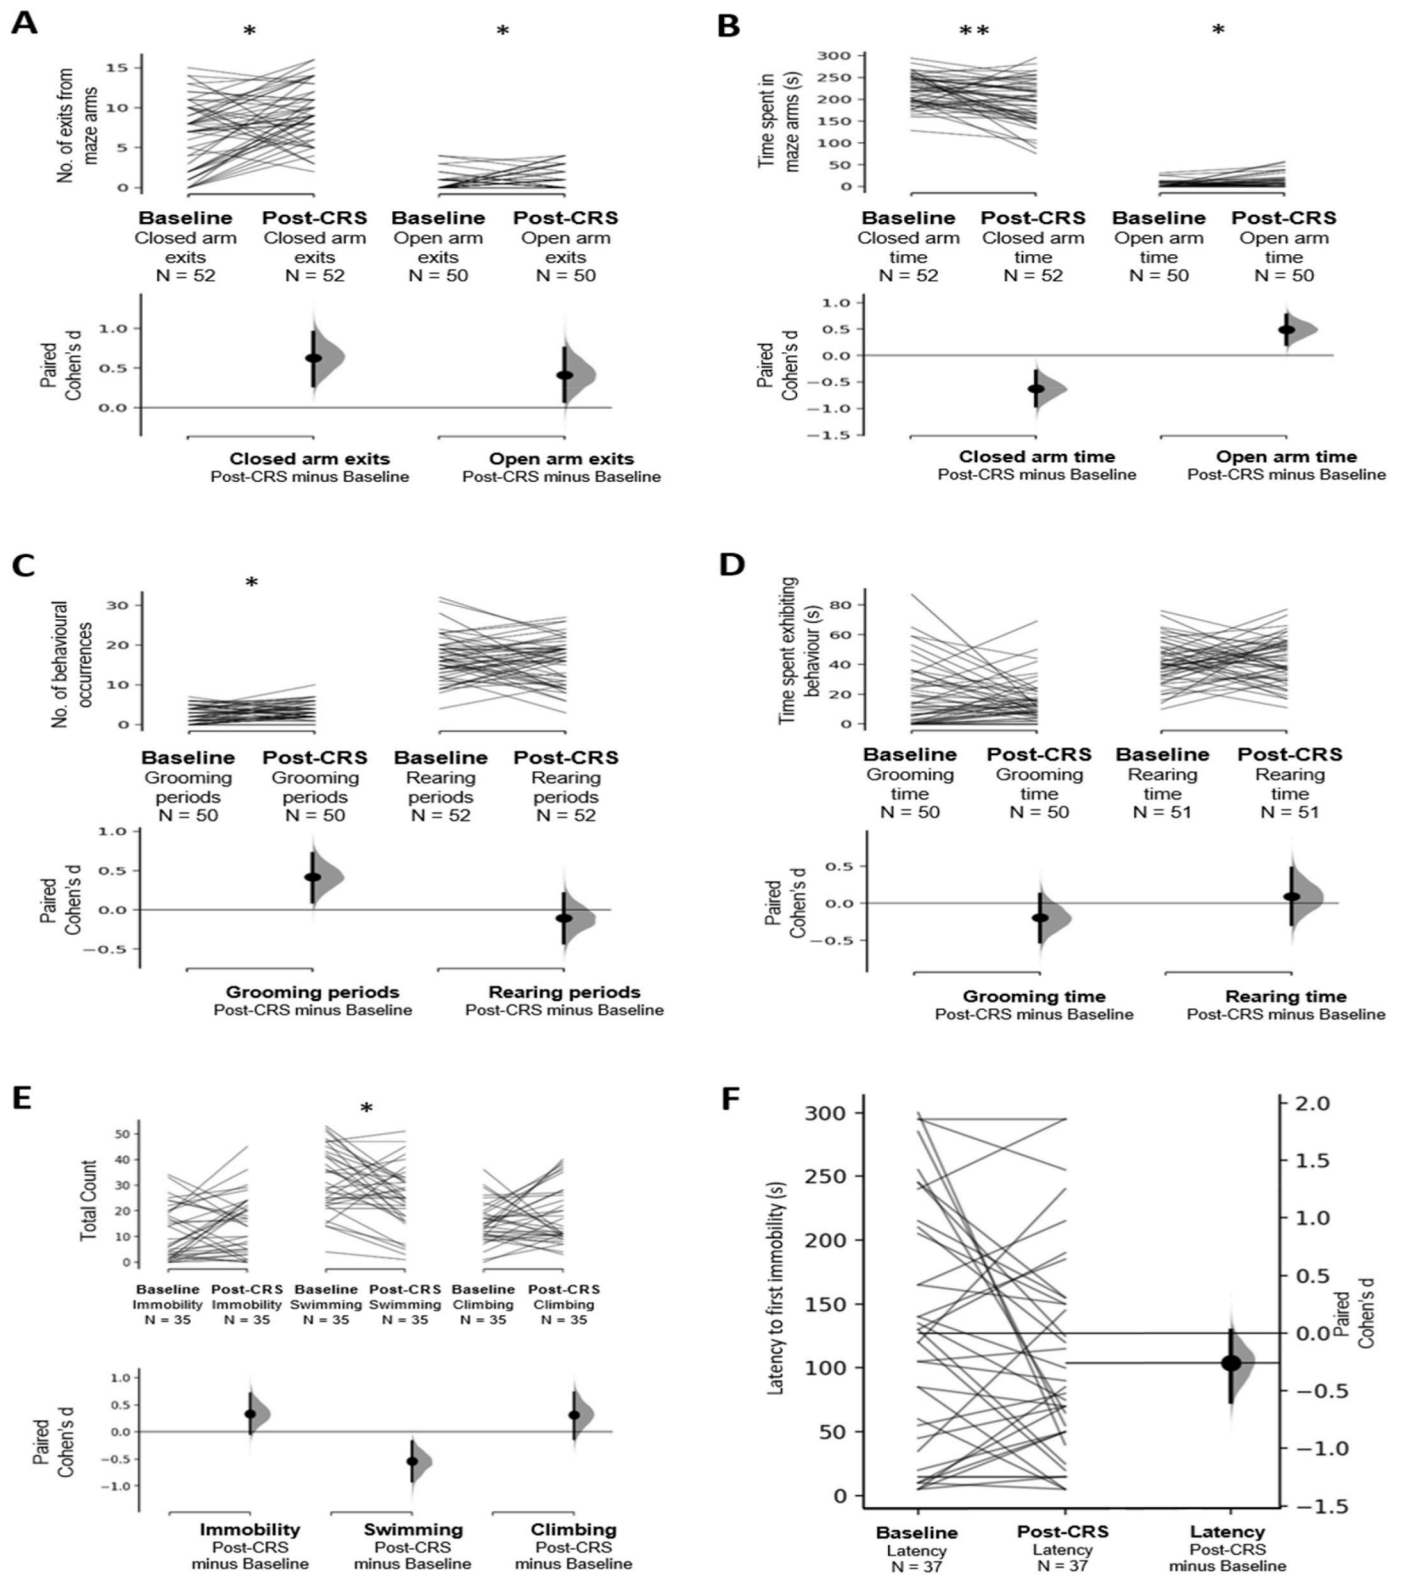 A
*
*
No. of exits from
maze arms
15
10
5
0
Baseline
Closed arm
exits
N = 52
Post-CRS
Closed arm
exits
N = 52
Baseline
Open arm
exits
N = 50
Post-CRS
Open arm
exits
N = 50
Paired
Cohen's d
1.0
0.5
0.0
Closed arm exits
Post-CRS minus Baseline
Open arm exits
Post-CRS minus Baseline
B
**
*
Time spent in
maze arms (s)
300
250
200
150
100
50
0
Baseline
Closed arm
time
N = 52
Post-CRS
Closed arm
time
N = 52
Baseline
Open arm
time
N = 50
Post-CRS
Open arm
time
N = 50
Paired
Cohen's d
1.0
0.5
0.0
−0.5
−1.0
−1.5
Closed arm time
Post-CRS minus Baseline
Open arm time
Post-CRS minus Baseline
C
*
No. of behavioural
occurrences
30
20
10
0
Baseline
Grooming
periods
N = 50
Post-CRS
Grooming
periods
N = 50
Baseline
Rearing
periods
N = 52
Post-CRS
Rearing
periods
N = 52
Paired
Cohen's d
1.0
0.5
0.0
−0.5
Grooming periods
Post-CRS minus Baseline
Rearing periods
Post-CRS minus Baseline
D
Time spent exhibiting
behaviour (s)
80
60
40
20
0
Baseline
Grooming
time
N = 50
Post-CRS
Grooming
time
N = 50
Baseline
Rearing
time
N = 51
Post-CRS
Rearing
time
N = 51
Paired
Cohen's d
0.5
0.0
−0.5
Grooming time
Post-CRS minus Baseline
Rearing time
Post-CRS minus Baseline
E
*
Total Count
50
40
30
20
10
0
Baseline
Immobility
N = 35
Post-CRS
Immobility
N = 35
Baseline
Swimming
N = 35
Post-CRS
Swimming
N = 35
Baseline
Climbing
N = 35
Post-CRS
Climbing
N = 35
Paired
Cohen's d
1.0
0.5
0.0
−0.5
−1.0
Immobility
Post-CRS
minus Baseline
Swimming
Post-CRS
minus Baseline
Climbing
Post-CRS
minus Baseline
F
Latency to first immobility (s)
300
250
200
150
100
50
0
2.0
1.5
1.0
0.5
0.0
−0.5
−1.0
−1.5
Paired
Cohen's d
Baseline
Latency
N = 37
Post-CRS
Latency
N = 37
Latency
Post-CRS
minus Baseline